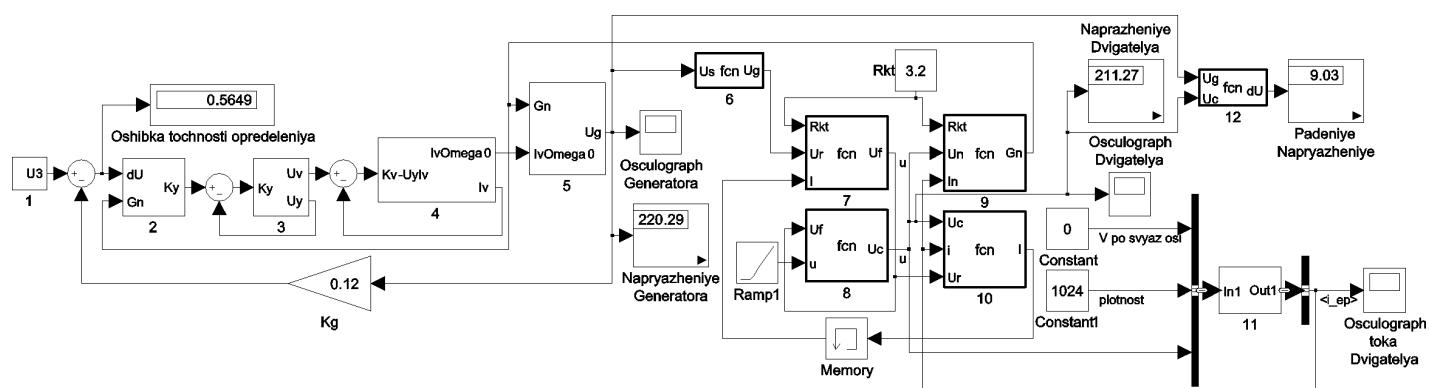 Naprazheniye
Dvigatelya
211.27
Osculograph
Dvigatelya
Ug
fcn dU
Uc
12
9.03
Padeniye
Napryazheniye
Us fcn Ug
6
Rkt
3.2
0.5649
Oshibka tochnosti opredeleniya
Gn
Ug
IvOmega 0
5
Osculograph
Generatora
Rkt
Ur fcn Uf
I
7
u
Rkt
Un fcn Gn
In
9
U3
1
+
-
dU
Ky
Gn
2
+
-
Ky
Uv
Uy
3
+
-
Kv-UyIv
IvOmega 0
Iv
4
220.29
Napryazheniye
Generatora
Ramp1
Uf
fcn Uc
u
8
u
Uc
i fcn I
Ur
10
0
Constant
V po svyaz osi
1024
Constant1
plotnost
In1 Out1
11
<i_ep>
Osculograph
toka
Dvigatelya
0.12
Kg
Memory